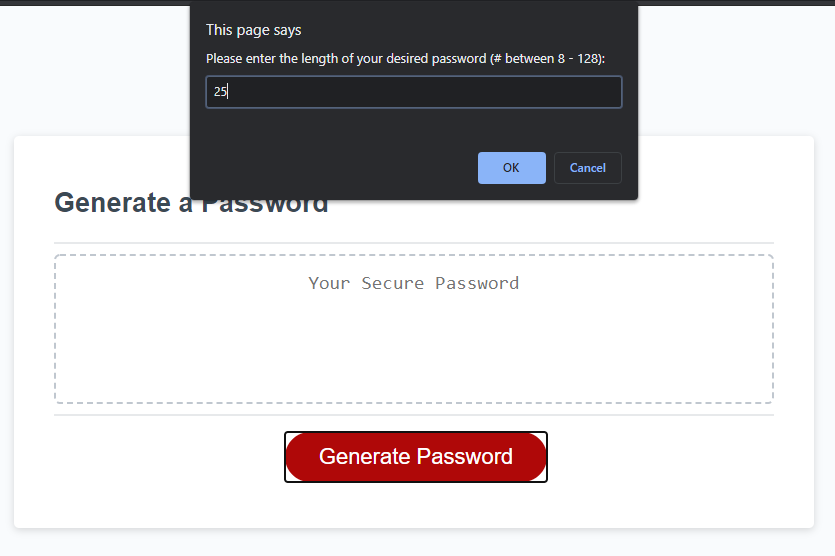 This page says
Please enter the length of your desired password (# between 8 - 128):
25
OK
Cancel
Generate a Password
Your Secure Password
Generate Password